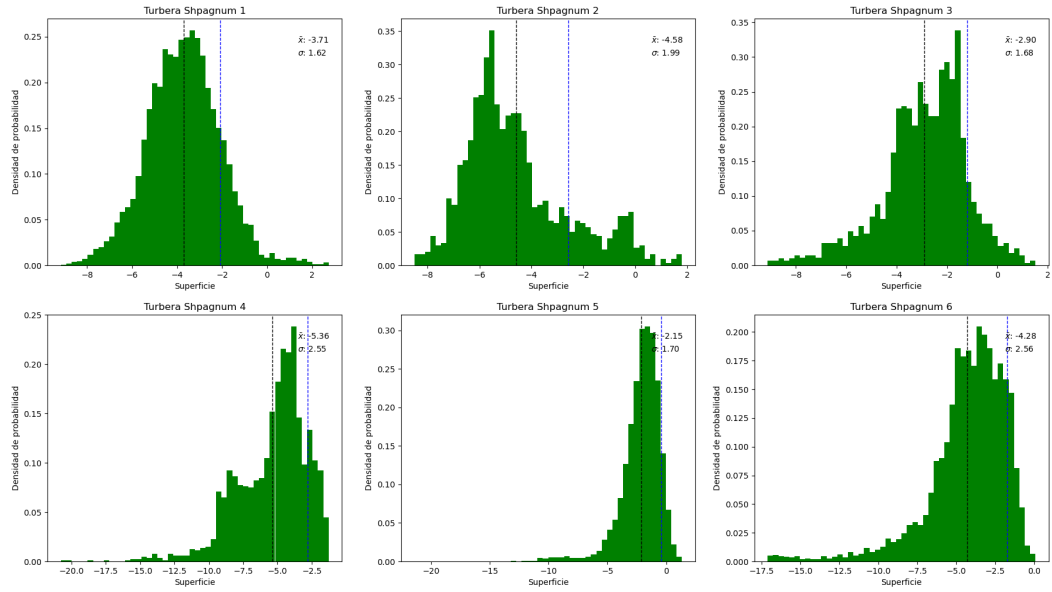 Turbera Shpagnum 1
x̄: -3.71
σ: 1.62
Densidad de probabilidad
0.25
0.20
0.15
0.10
0.05
0.00
−8 −6 −4 −2 0 2
Superficie
Turbera Shpagnum 2
x̄: -4.58
σ: 1.99
Densidad de probabilidad
0.35
0.30
0.25
0.20
0.15
0.10
0.05
0.00
−8 −6 −4 −2 0 2
Superficie
Turbera Shpagnum 3
x̄: -2.90
σ: 1.68
Densidad de probabilidad
0.35
0.30
0.25
0.20
0.15
0.10
0.05
0.00
−8 −6 −4 −2 0 2
Superficie
Turbera Shpagnum 4
x̄: -5.36
σ: 2.55
Densidad de probabilidad
0.25
0.20
0.15
0.10
0.05
0.00
−20.0 −17.5 −15.0 −12.5 −10.0 −7.5 −5.0 −2.5
Superficie
Turbera Shpagnum 5
x̄: -2.15
σ: 1.70
Densidad de probabilidad
0.30
0.25
0.20
0.15
0.10
0.05
0.00
−20 −15 −10 −5 0
Superficie
Turbera Shpagnum 6
x̄: -4.28
σ: 2.56
Densidad de probabilidad
0.200
0.175
0.150
0.125
0.100
0.075
0.050
0.025
0.000
−17.5 −15.0 −12.5 −10.0 −7.5 −5.0 −2.5 0.0
Superficie